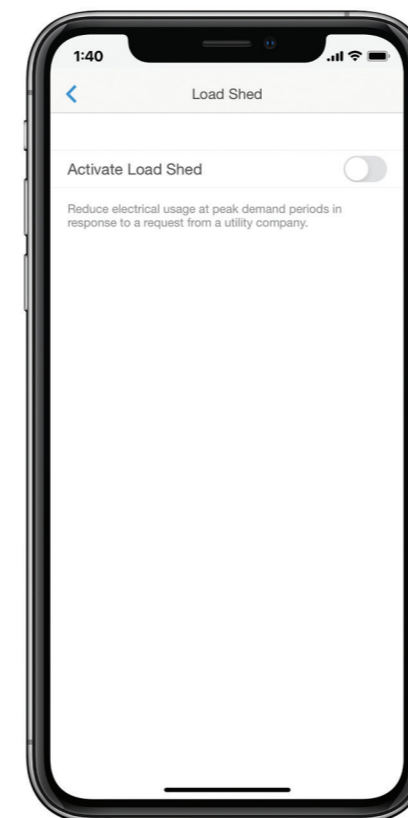 1:40
Load Shed
Activate Load Shed
Reduce electrical usage at peak demand periods in
response to a request from a utility company.